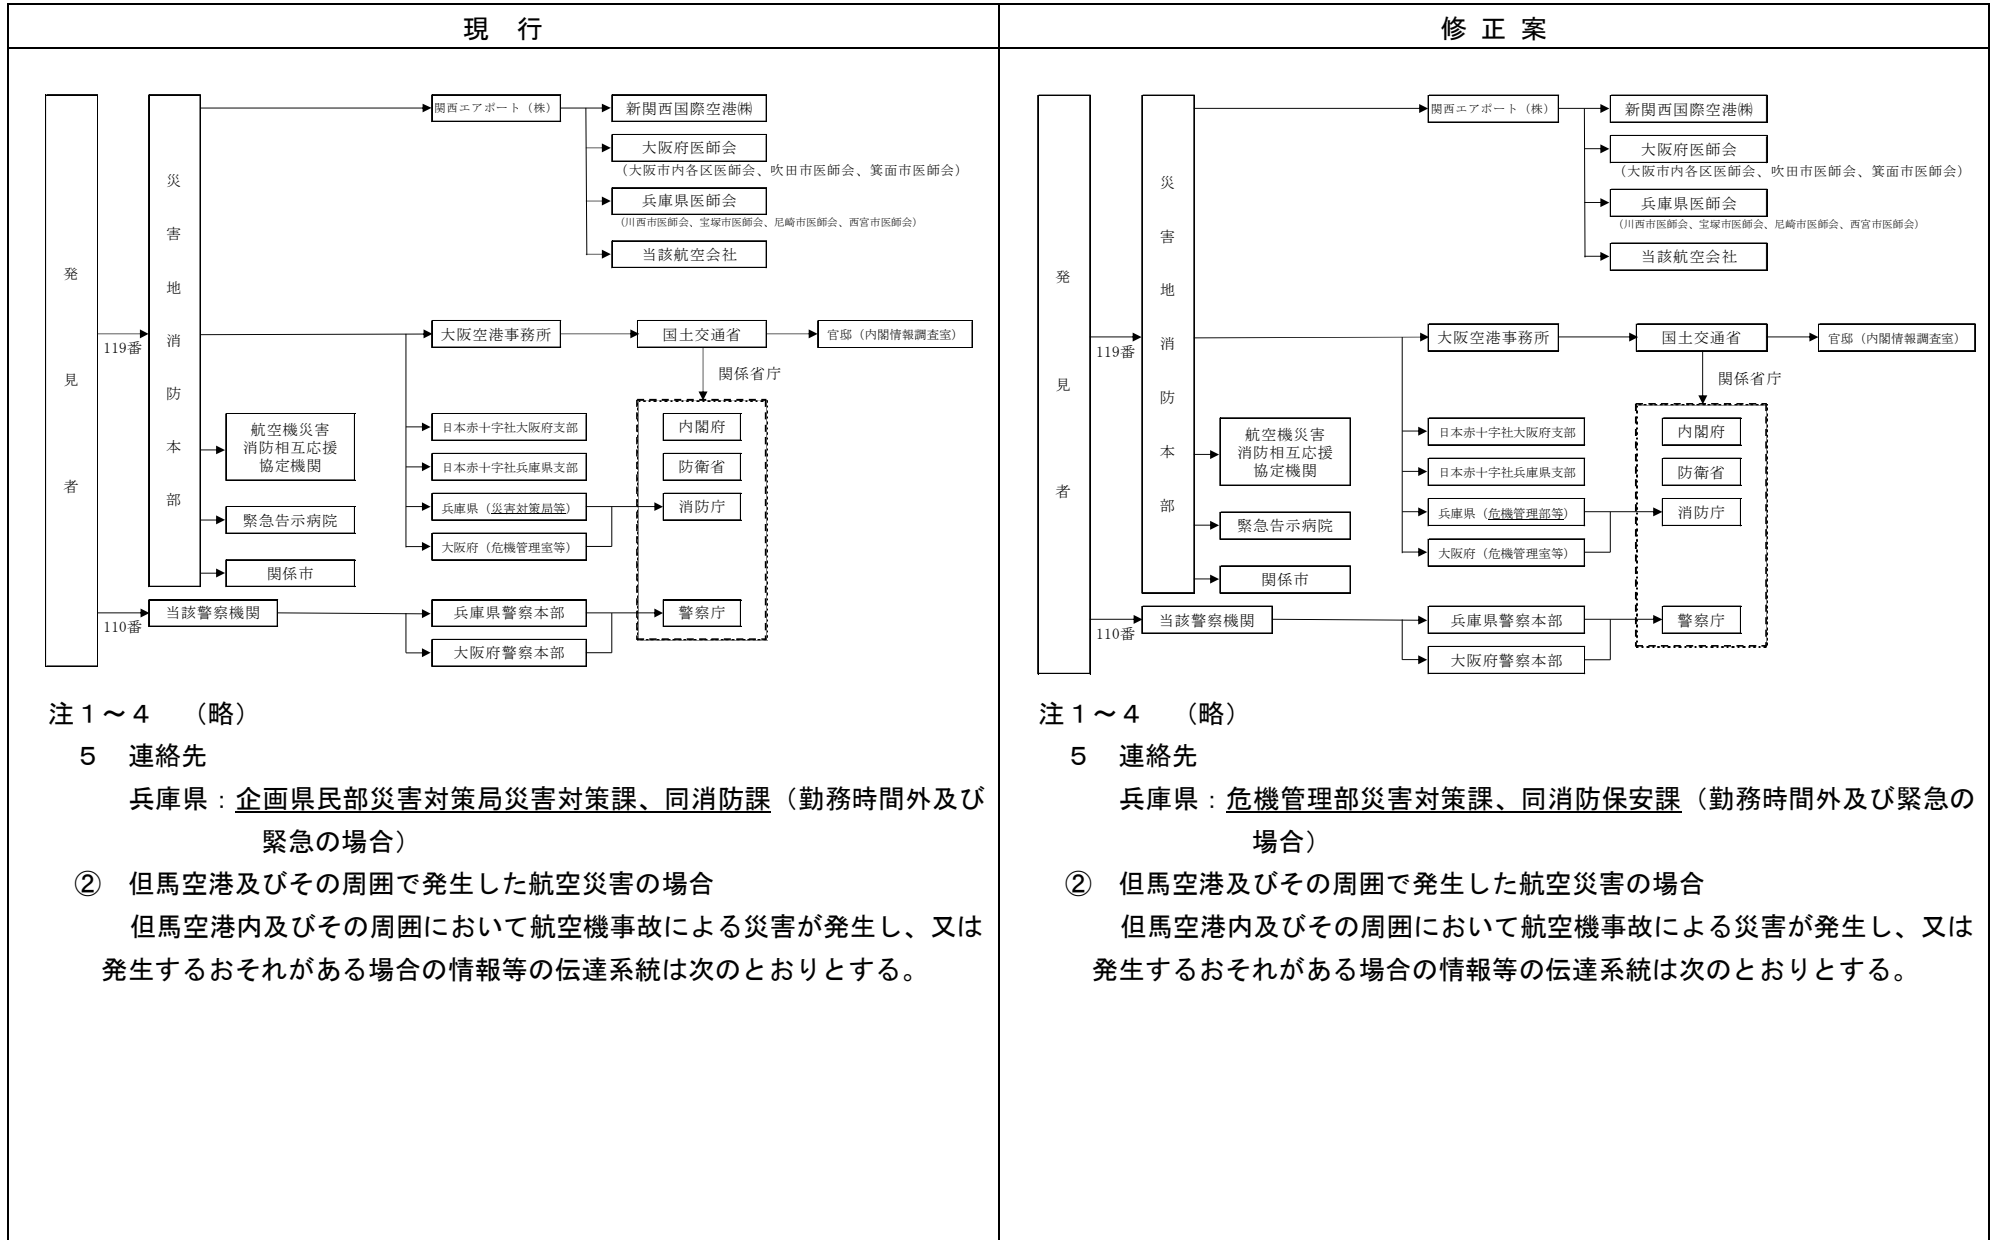 現　行
発見者
119番
110番
災害地消防本部
関西エアポート（株）
新関西国際空港㈱
大阪府医師会
（大阪市内各区医師会、吹田市医師会、箕面市医師会）
兵庫県医師会
（川西市医師会、宝塚市医師会、尼崎市医師会、西宮市医師会）
当該航空会社
大阪空港事務所
国土交通省
官邸（内閣情報調査室）
関係省庁
航空機災害
消防相互応援
協定機関
緊急告示病院
関係市
日本赤十字社大阪府支部
日本赤十字社兵庫県支部
兵庫県（災害対策局等）
大阪府（危機管理室等）
内閣府
防衛省
消防庁
警察庁
当該警察機関
兵庫県警察本部
大阪府警察本部
注１～４　（略）
５　連絡先
兵庫県：企画県民部災害対策局災害対策課、同消防課（勤務時間外及び
緊急の場合）
②　但馬空港及びその周囲で発生した航空災害の場合
但馬空港内及びその周囲において航空機事故による災害が発生し、又は
発生するおそれがある場合の情報等の伝達系統は次のとおりとする。
修 正 案
発見者
119番
110番
災害地消防本部
関西エアポート（株）
新関西国際空港㈱
大阪府医師会
（大阪市内各区医師会、吹田市医師会、箕面市医師会）
兵庫県医師会
（川西市医師会、宝塚市医師会、尼崎市医師会、西宮市医師会）
当該航空会社
大阪空港事務所
国土交通省
官邸（内閣情報調査室）
関係省庁
航空機災害
消防相互応援
協定機関
緊急告示病院
関係市
日本赤十字社大阪府支部
日本赤十字社兵庫県支部
兵庫県（危機管理部等）
大阪府（危機管理室等）
内閣府
防衛省
消防庁
警察庁
当該警察機関
兵庫県警察本部
大阪府警察本部
注１～４　（略）
５　連絡先
兵庫県：危機管理部災害対策課、同消防保安課（勤務時間外及び緊急の
場合）
②　但馬空港及びその周囲で発生した航空災害の場合
但馬空港内及びその周囲において航空機事故による災害が発生し、又は
発生するおそれがある場合の情報等の伝達系統は次のとおりとする。